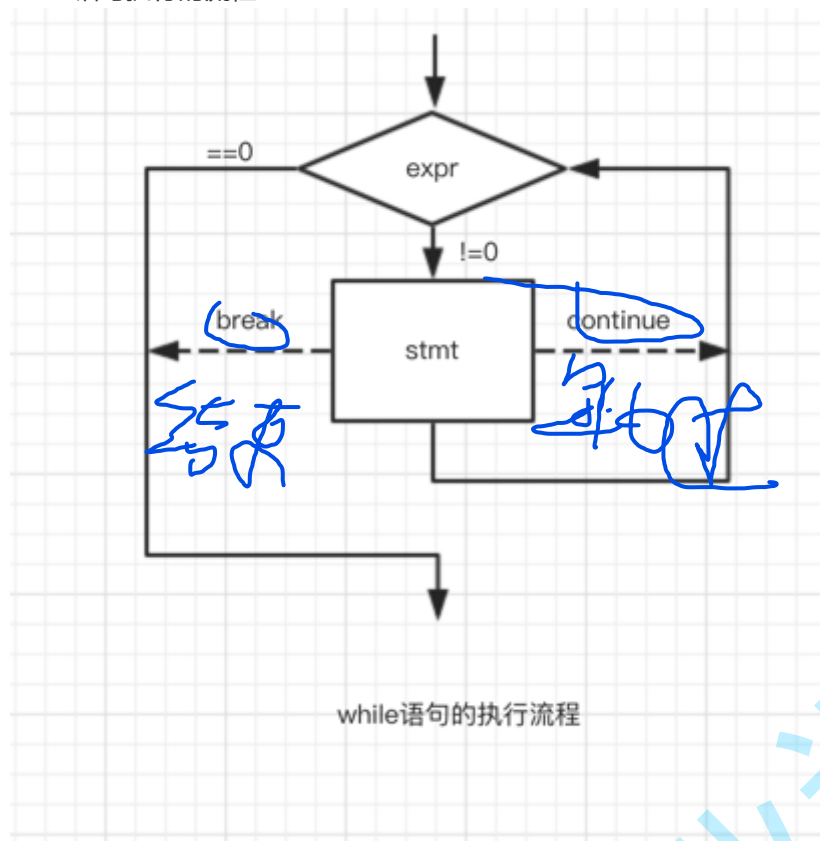 ==0
expr
!=0
break
continue
stmt
结束
while语句的执行流程